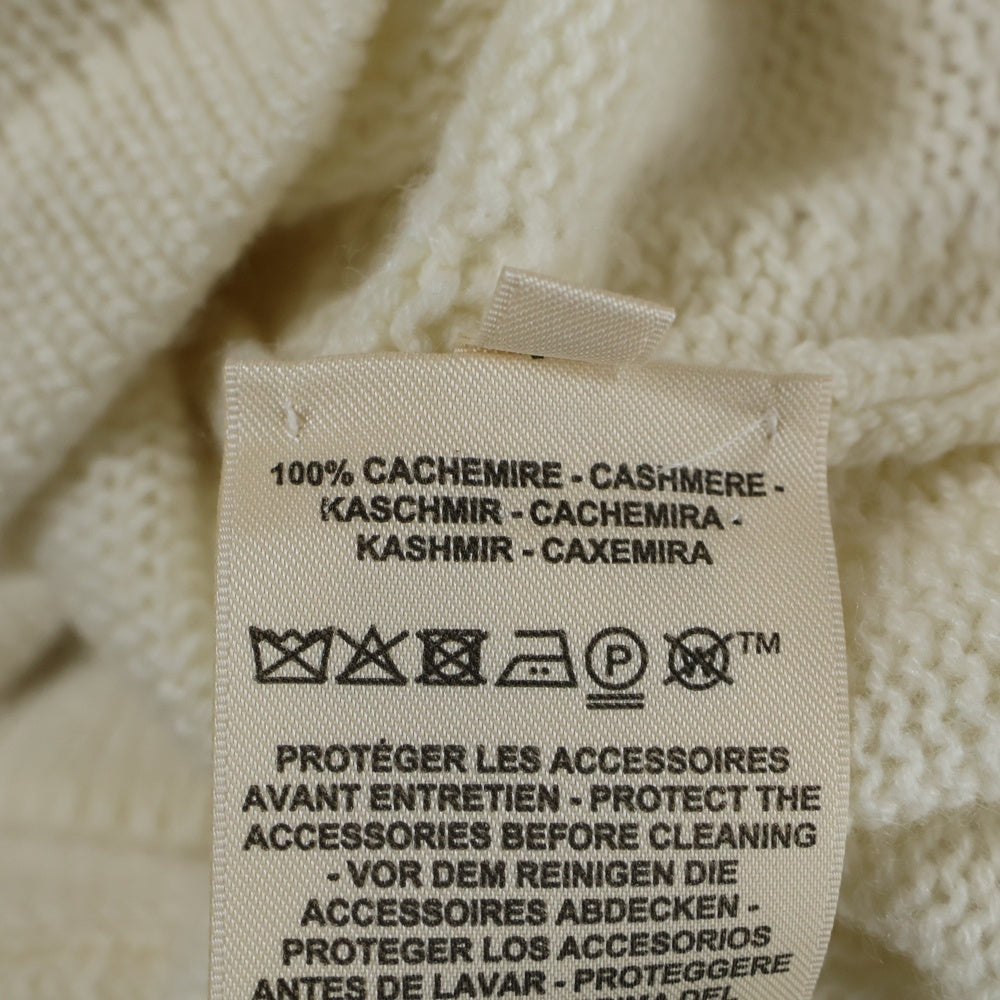 100% CACHEMIRE - CASHMERE -
KASCHMIR - CACHEMIRA -
KASHMIR - CAXEMIRA
P W TM
PROTÉGER LES ACCESSOIRES
AVANT ENTRETIEN - PROTECT THE
ACCESSORIES BEFORE CLEANING
- VOR DEM REINIGEN DIE
ACCESSOIRES ABDECKEN -
PROTEGER LOS ACCESORIOS
ANTES DE LAVAR - PROTEGGERE
DEL